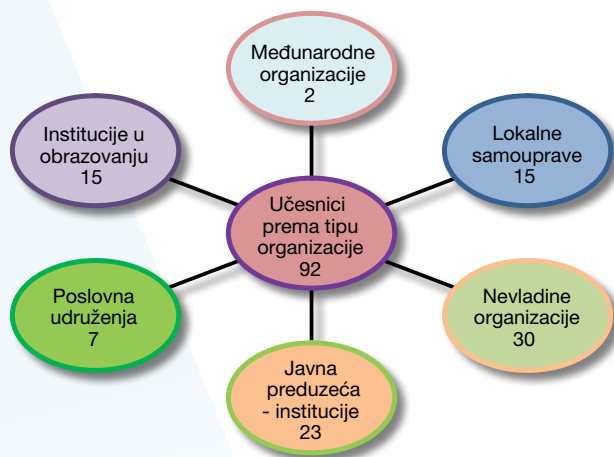 Međunarodne
organizacije
2
Institucije u
obrazovanju
15
Lokalne
samouprave
15
Učesnici
prema tipu
organizacije
92
Poslovna
udruženja
7
Nevladine
organizacije
30
Javna
preduzeća
- institucije
23